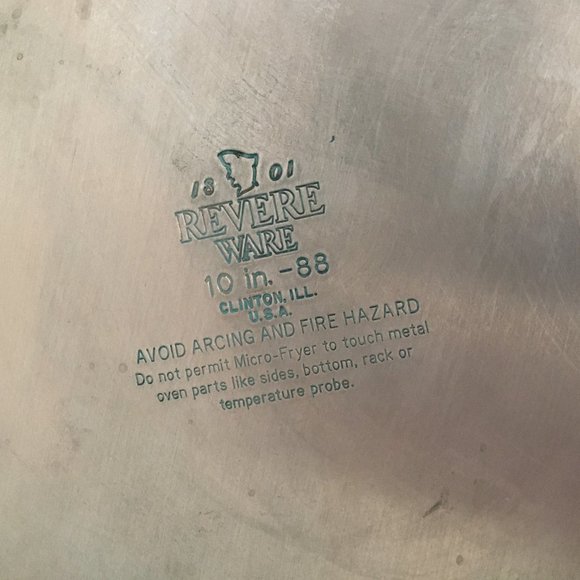 18 01
REVERE
WARE
10 in. -88
CLINTON, ILL.
U.S.A.
AVOID ARCING AND FIRE HAZARD
Do not permit Micro-Fryer to touch metal
oven parts like sides, bottom, rack or
temperature probe.